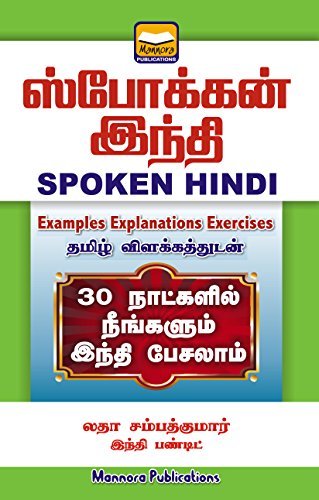 Mannora
PUBLICATIONS
ஸ்போக்கன்
இந்தி
SPOKEN HINDI
Examples Explanations Exercises
தமிழ் விளக்கத்துடன்
30 நாட்களில்
நீங்களும்
இந்தி பேசலாம்
லதா சம்பத்குமார்
இந்தி பண்டிட்
Mannora Publications